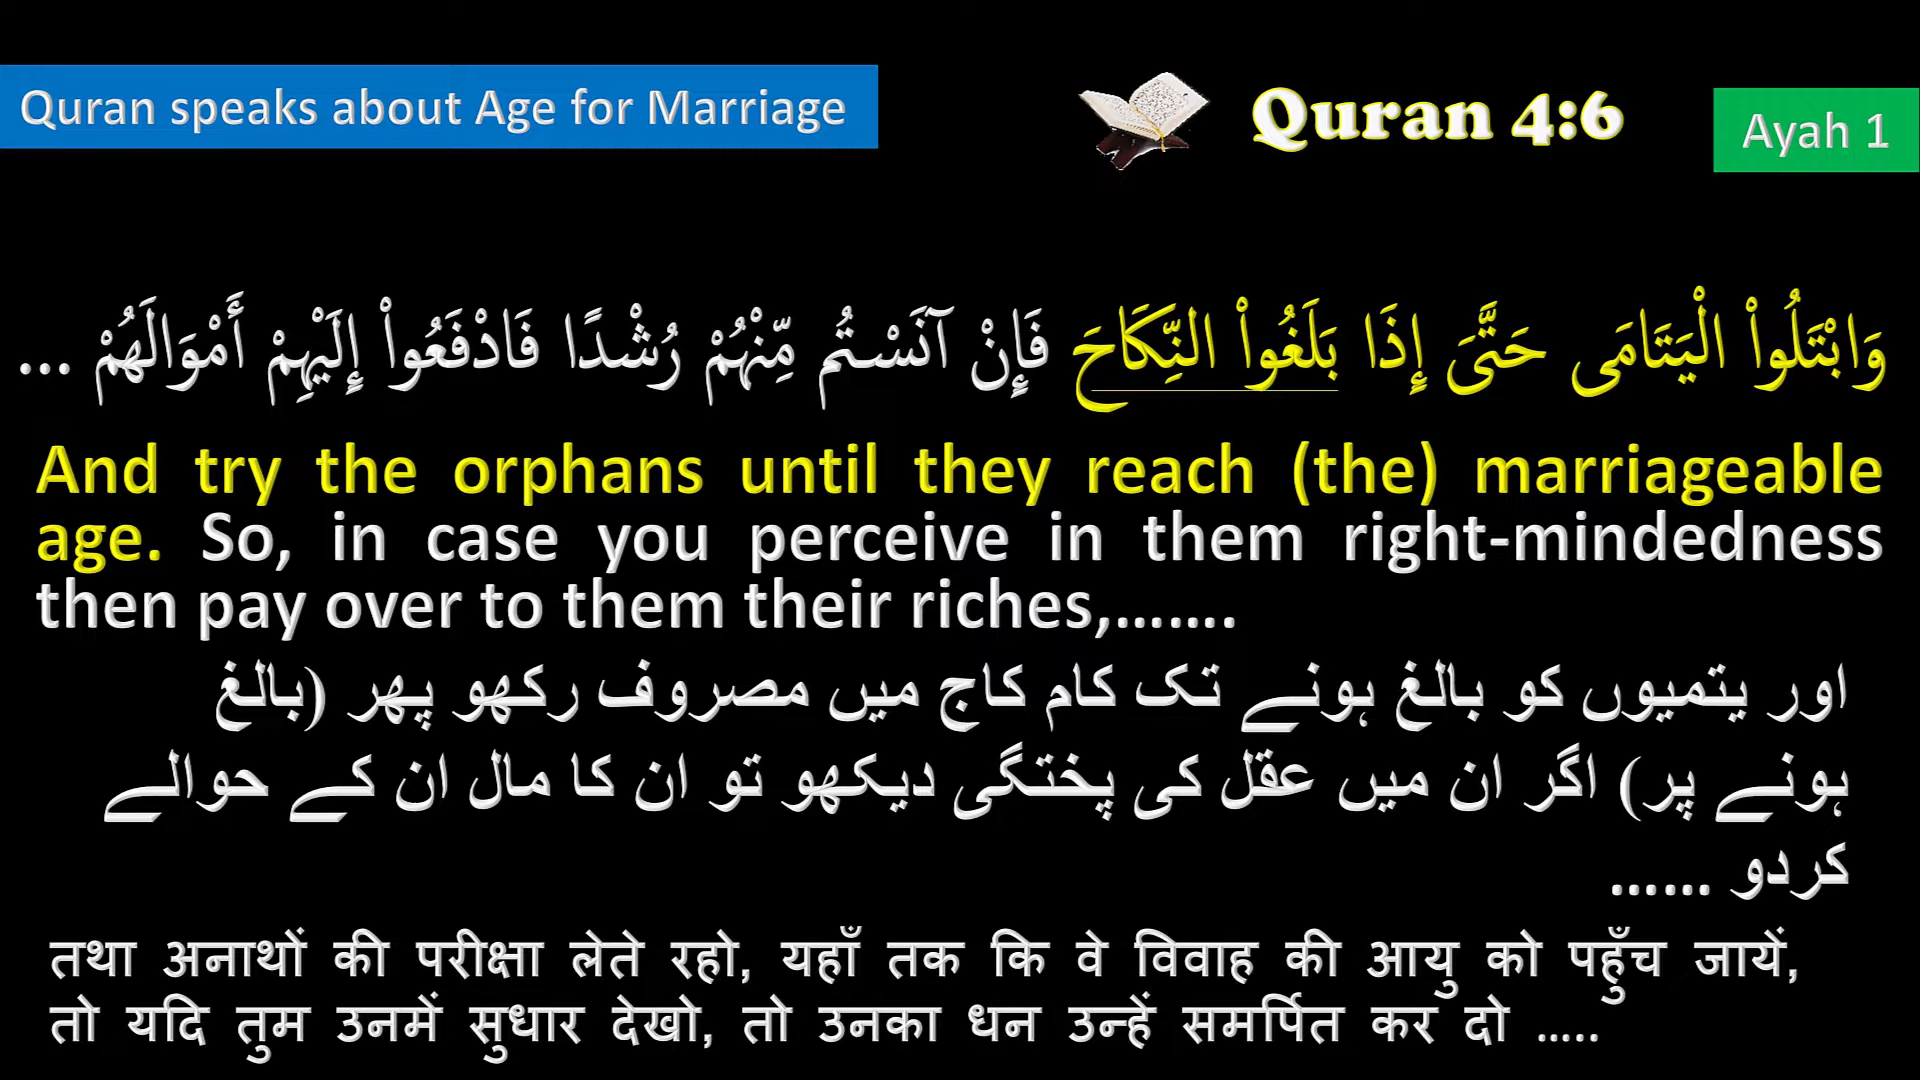 Quran speaks about Age for Marriage
Quran 4:6
Ayah 1
وَابْتَلُواْ الْيَتَامَى حَتَّىَ إِذَا بَلَغُواْ النِّكَاحَ فَإِنْ آنَسْتُم مِّنْهُمْ رُشْدًا فَادْفَعُواْ إِلَيْهِمْ أَمْوَالَهُمْ ...
And try the orphans until they reach (the) marriageable
age. So, in case you perceive in them right-mindedness
then pay over to them their riches,.......
اور یتمیوں کو بالغ ہونے تک کام کاج میں مصروف رکھو پھر (بالغ
ہونے پر) اگر ان میں عقل کی پختگی دیکھو تو ان کا مال ان کے حوالے
کردو ......
तथा अनाथों की परीक्षा लेते रहो, यहाँ तक कि वे विवाह की आयु को पहुँच जायें,
तो यदि तुम उनमें सुधार देखो, तो उनका धन उन्हें समर्पित कर दो .....